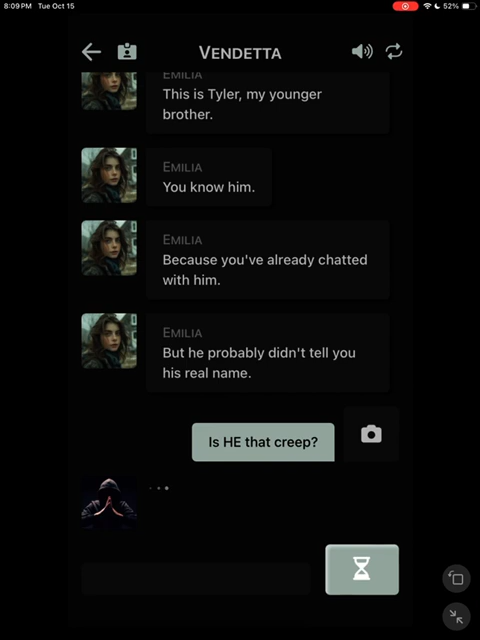 8:09 PM Tue Oct 15
52%
VENDETTA
EMILIA
This is Tyler, my younger
brother.
EMILIA
You know him.
EMILIA
Because you've already chatted
with him.
EMILIA
But he probably didn't tell you
his real name.
Is HE that creep?